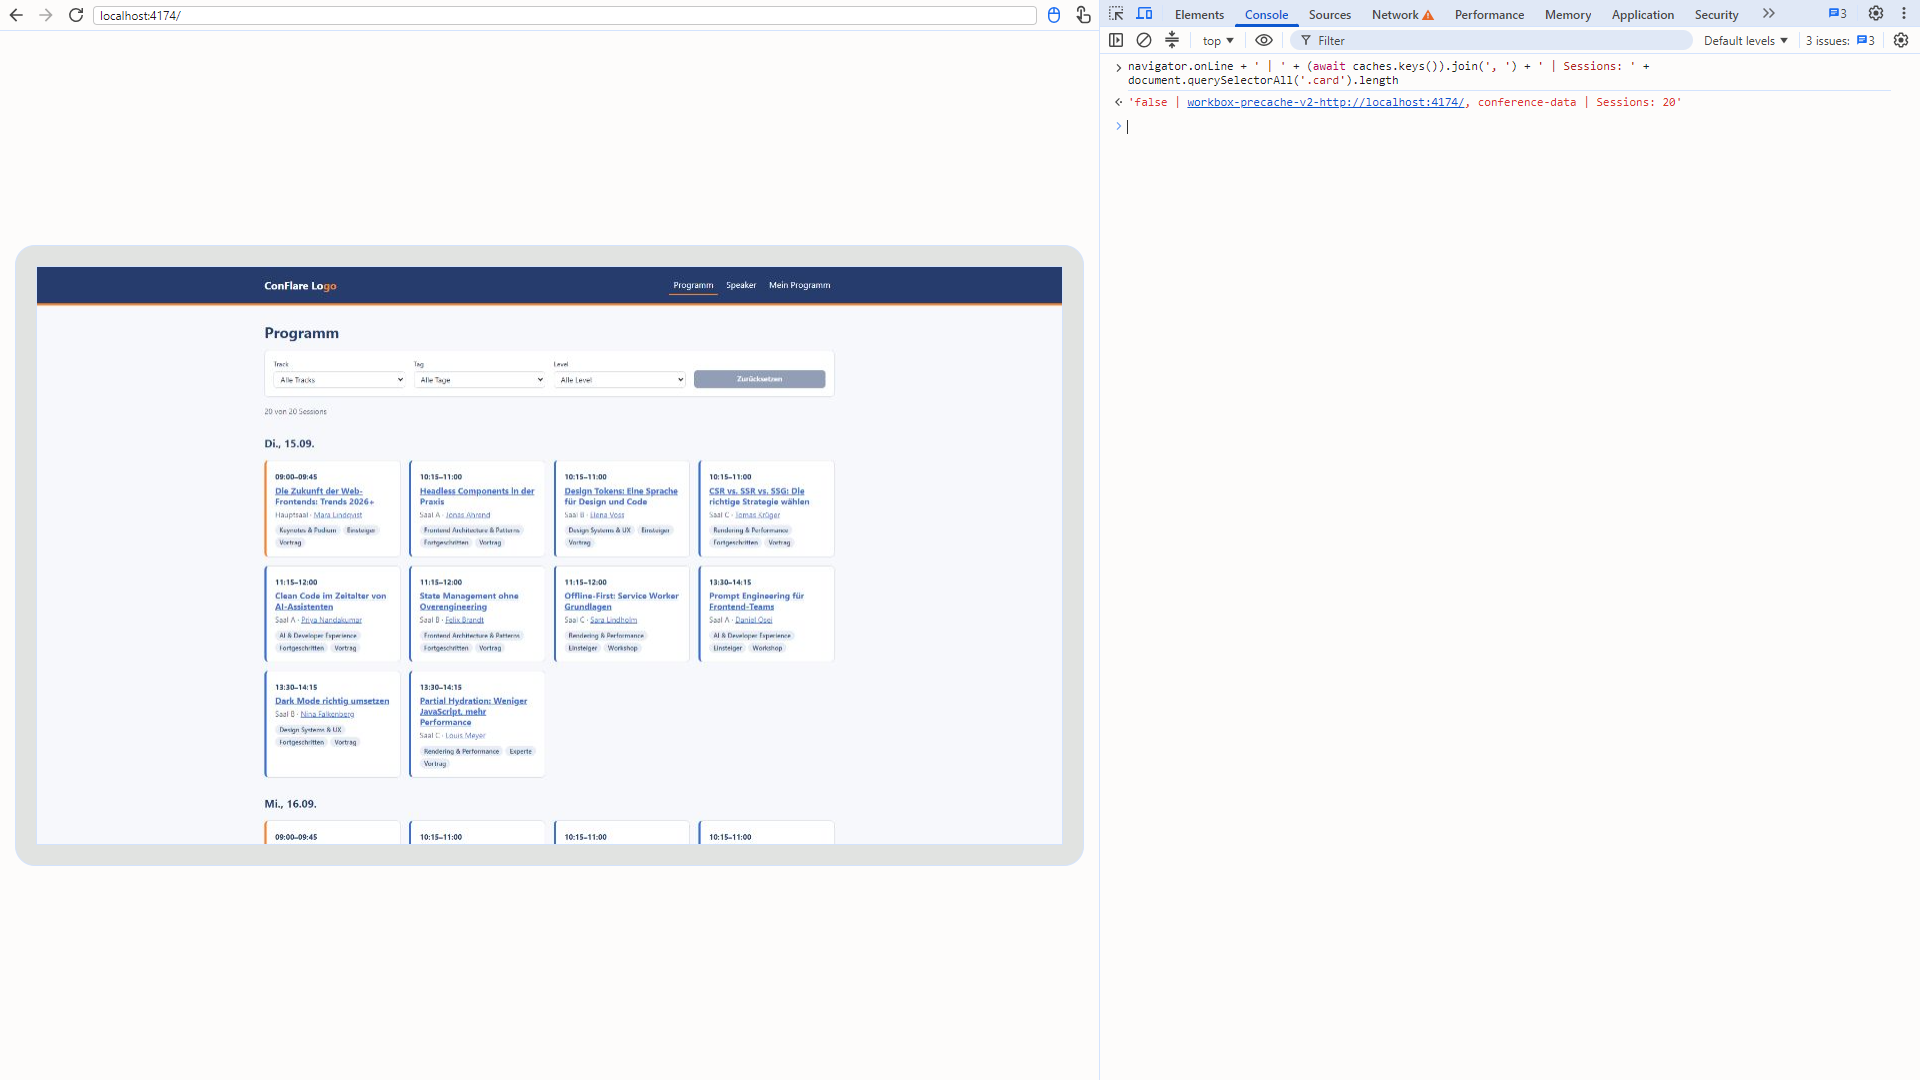 localhost:4174/
Elements Console Sources Network Performance Memory Application Security 3
top Filter Default levels 3 issues: 3
navigator.onLine + ' | ' + (await caches.keys()).join(', ') + ' | Sessions: ' +
document.querySelectorAll('.card').length
'false | workbox-precache-v2-http://localhost:4174/, conference-data | Sessions: 20'
ConFlare Logo Programm Speaker Mein Programm
Programm
Track Tag Level
Alle Tracks Alle Tage Alle Level Zurücksetzen
20 von 20 Sessions
Di., 15.09.
09:00–09:45
Die Zukunft der Web-
Frontends: Trends 2026+
Hauptsaal · Mara Lindqvist
Keynotes & Podium Einsteiger
Vortrag
10:15–11:00
Headless Components in der
Praxis
Saal A · Jonas Ahrend
Frontend Architecture & Patterns
Fortgeschritten Vortrag
10:15–11:00
Design Tokens: Eine Sprache
für Design und Code
Saal B · Elena Voss
Design Systems & UX Einsteiger
Vortrag
10:15–11:00
CSR vs. SSR vs. SSG: Die
richtige Strategie wählen
Saal C · Tomas Krüger
Rendering & Performance
Fortgeschritten Vortrag
11:15–12:00
Clean Code im Zeitalter von
AI-Assistenten
Saal A · Priya Nandakumar
AI & Developer Experience
Fortgeschritten Vortrag
11:15–12:00
State Management ohne
Overengineering
Saal B · Felix Brandt
Frontend Architecture & Patterns
Fortgeschritten Vortrag
11:15–12:00
Offline-First: Service Worker
Grundlagen
Saal C · Sara Lindholm
Rendering & Performance
Einsteiger Workshop
13:30–14:15
Prompt Engineering für
Frontend-Teams
Saal A · Daniel Osei
AI & Developer Experience
Einsteiger Workshop
13:30–14:15
Dark Mode richtig umsetzen
Saal B · Nina Falkenberg
Design Systems & UX
Fortgeschritten Vortrag
13:30–14:15
Partial Hydration: Weniger
JavaScript, mehr
Performance
Saal C · Louis Meyer
Rendering & Performance Experte
Vortrag
Mi., 16.09.
09:00–09:45 10:15–11:00 10:15–11:00 10:15–11:00